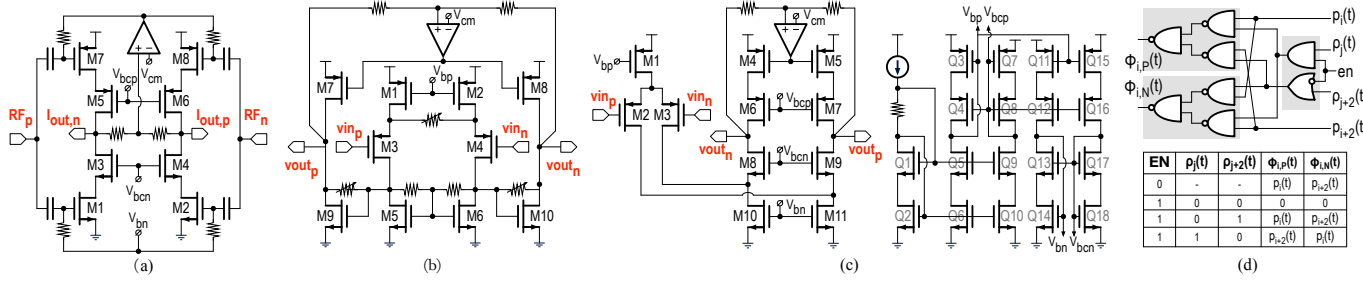 M7
M8
V_bcp
V_cm
M5
M6
RF_p
I_out,n
I_out,p
RF_n
M3
M4
V_bcn
M1
M2
V_bn
(a)
V_cm
M7
M8
V_bp
M1
M2
vin_p
vin_n
M3
M4
vout_p
vout_n
M9
M5
M6
M10
(b)
V_cm
V_bp
M1
M4
M5
vin_p
vin_n
M2
M3
M6
M7
V_bcp
vout_n
vout_p
M8
M9
V_bcn
M10
M11
V_bn
V_bp
V_bcp
Q3
Q7
Q11
Q15
Q4
Q8
Q12
Q16
Q1
Q5
Q9
Q13
Q17
Q2
Q6
Q10
Q14
Q18
V_bn
V_bcn
(c)
p_i(t)
ρ_j(t)
Φ_i,P(t)
en
Φ_i,N(t)
ρ_j+2(t)
p_i+2(t)
EN ρ_j(t) ρ_j+2(t) Φ_i,P(t) Φ_i,N(t)
0 - - p_i(t) p_i+2(t)
1 0 0 0 0
1 0 1 p_i(t) p_i+2(t)
1 1 0 p_i+2(t) p_i(t)
(d)